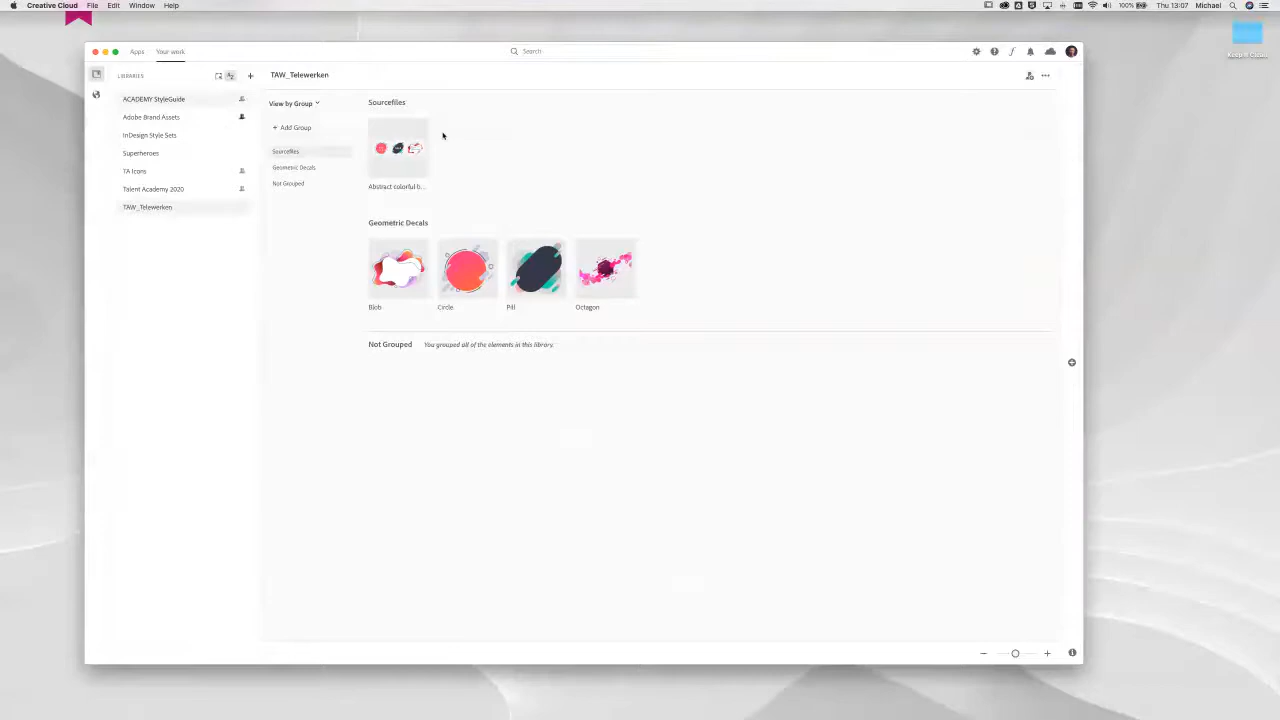 Creative Cloud File Edit Window Help
100% Thu 13:07 Michael
Apps Your work
Search
LIBRARIES
TAW_Telewerken
ACADEMY StyleGuide
Adobe Brand Assets
InDesign Style Sets
Superheroes
TA Icons
Talent Academy 2020
TAW_Telewerken
View by Group
+ Add Group
Sourcefiles
Geometric Decals
Not Grouped
Sourcefiles
Abstract colorful b...
Geometric Decals
Blob
Circle
Pill
Octagon
Not Grouped You grouped all of the elements in this library.